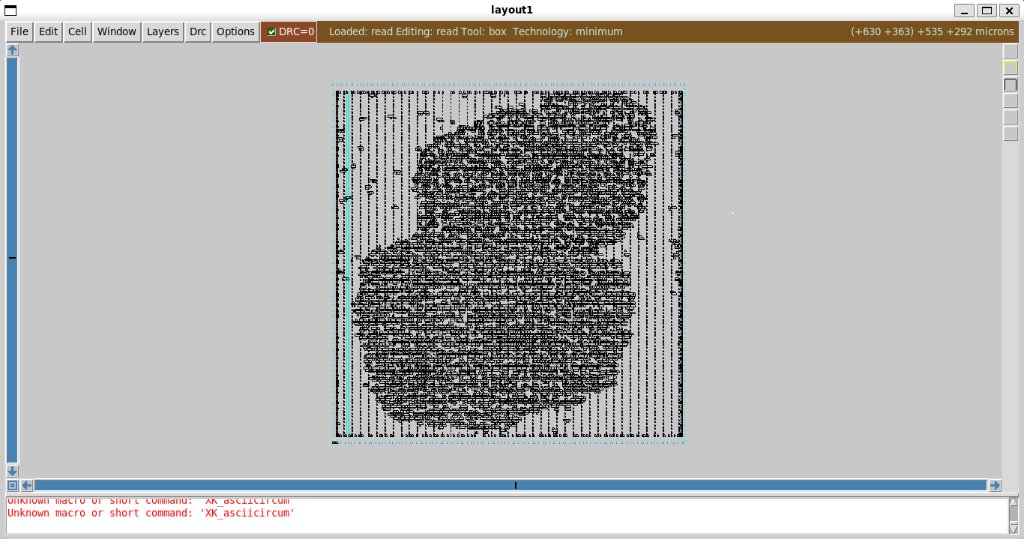 layout1
File Edit Cell Window Layers Drc Options DRC=0 Loaded: read Editing: read Tool: box Technology: minimum (+630 +363) +535 +292 microns
Unknown macro or short command: 'XK_asciicircum'
Unknown macro or short command: 'XK_asciicircum'